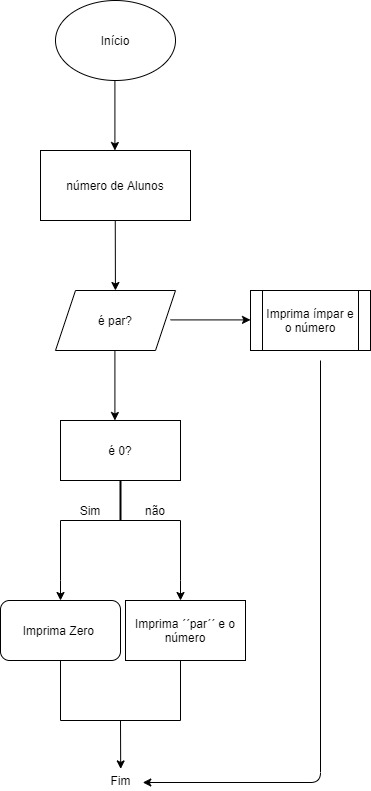 Início
número de Alunos
é par?
Imprima ímpar e
o número
é 0?
Sim
não
Imprima Zero
Imprima ´´par´´ e o
número
Fim